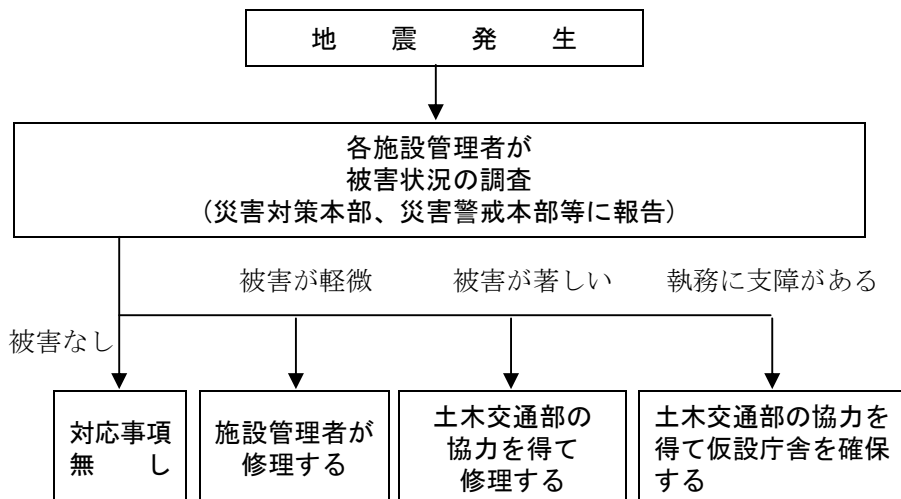 地　震　発　生
各施設管理者が
被害状況の調査
（災害対策本部、災害警戒本部等に報告）
被害が軽微
被害が著しい
執務に支障がある
被害なし
対応事項
無　し
施設管理者が
修理する
土木交通部の
協力を得て
修理する
土木交通部の協力を
得て仮設庁舎を確保
する